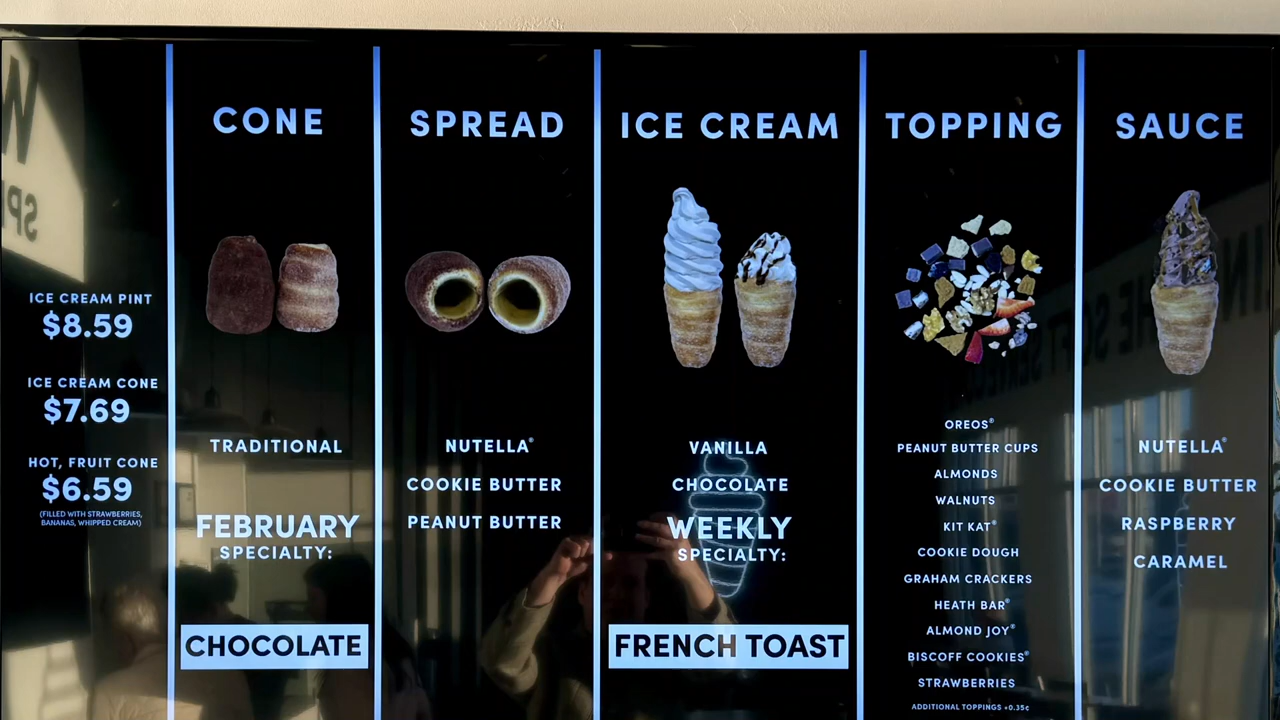 ICE CREAM PINT
$8.59
ICE CREAM CONE
$7.69
HOT, FRUIT CONE
$6.59
(FILLED WITH STRAWBERRIES,
BANANAS, WHIPPED CREAM)
CONE
TRADITIONAL
FEBRUARY
SPECIALTY:
CHOCOLATE
SPREAD
NUTELLA®
COOKIE BUTTER
PEANUT BUTTER
ICE CREAM
VANILLA
CHOCOLATE
WEEKLY
SPECIALTY:
FRENCH TOAST
TOPPING
OREOS®
PEANUT BUTTER CUPS
ALMONDS
WALNUTS
KIT KAT®
COOKIE DOUGH
GRAHAM CRACKERS
HEATH BAR®
ALMOND JOY®
BISCOFF COOKIES®
STRAWBERRIES
ADDITIONAL TOPPINGS +0.35¢
SAUCE
NUTELLA®
COOKIE BUTTER
RASPBERRY
CARAMEL